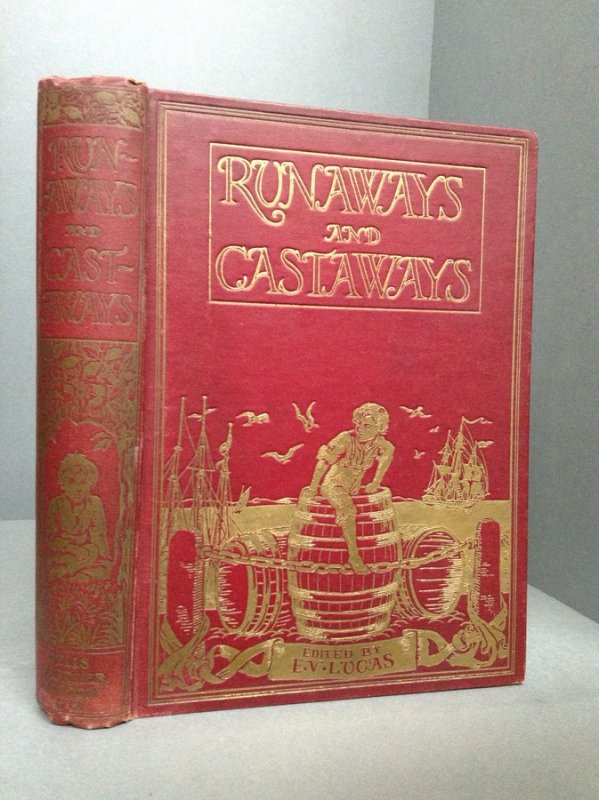 RUN-
AWAYS
AND
CAST-
AWAYS
RUNAWAYS
AND
CASTAWAYS
EDITED BY
E.V. LUCAS